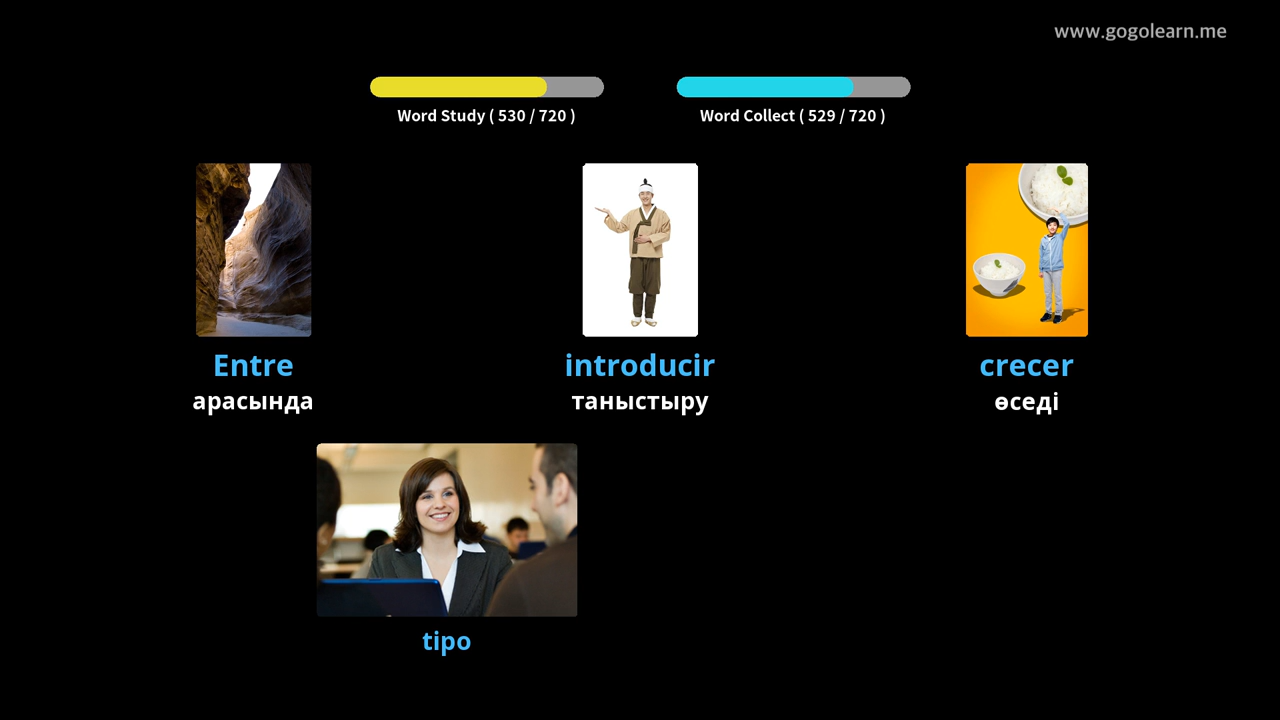 www.gogolearn.me
Word Study ( 530 / 720 )
Word Collect ( 529 / 720 )
Entre
арасында
introducir
таныстыру
crecer
өседі
tipo